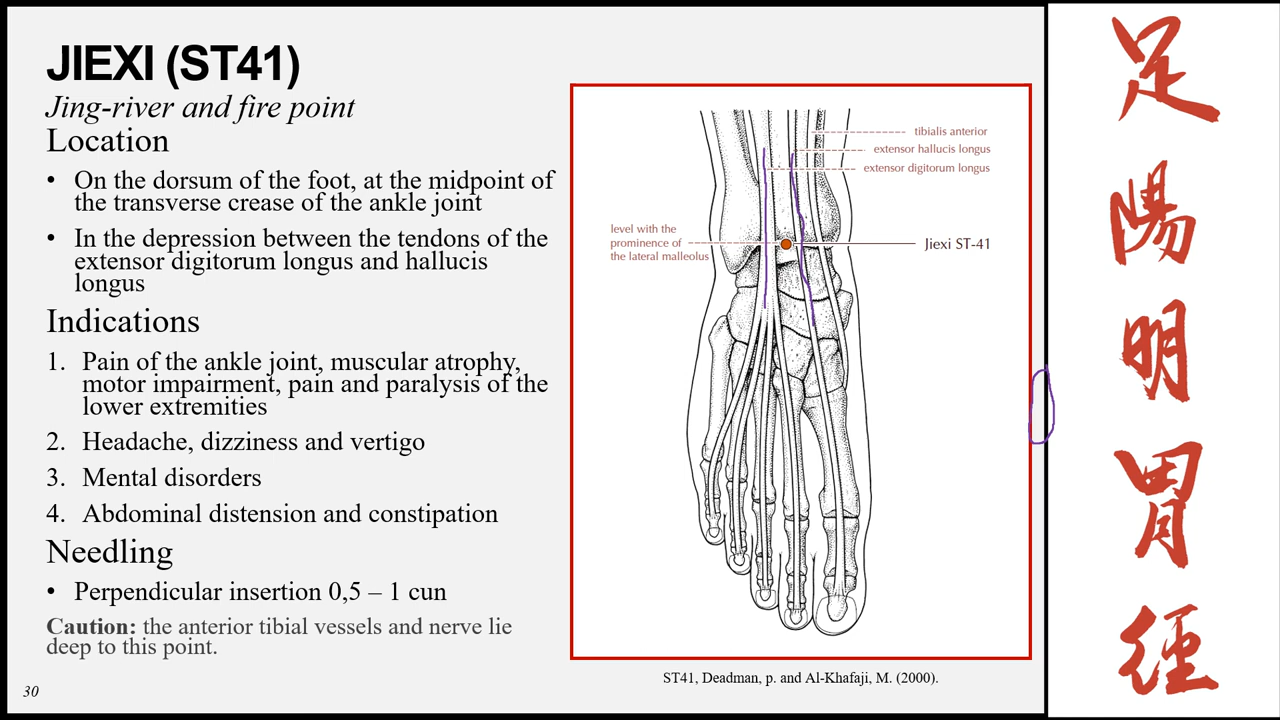 JIEXI (ST41)
Jing-river and fire point
Location
• On the dorsum of the foot, at the midpoint of
the transverse crease of the ankle joint
• In the depression between the tendons of the
extensor digitorum longus and hallucis
longus
Indications
1. Pain of the ankle joint, muscular atrophy,
motor impairment, pain and paralysis of the
lower extremities
2. Headache, dizziness and vertigo
3. Mental disorders
4. Abdominal distension and constipation
Needling
• Perpendicular insertion 0,5 – 1 cun
Caution: the anterior tibial vessels and nerve lie
deep to this point.
30
tibialis anterior
extensor hallucis longus
extensor digitorum longus
level with the
prominence of
the lateral malleolus
Jiexi ST-41
ST41, Deadman, p. and Al-Khafaji, M. (2000).
足
陽
明
胃
經